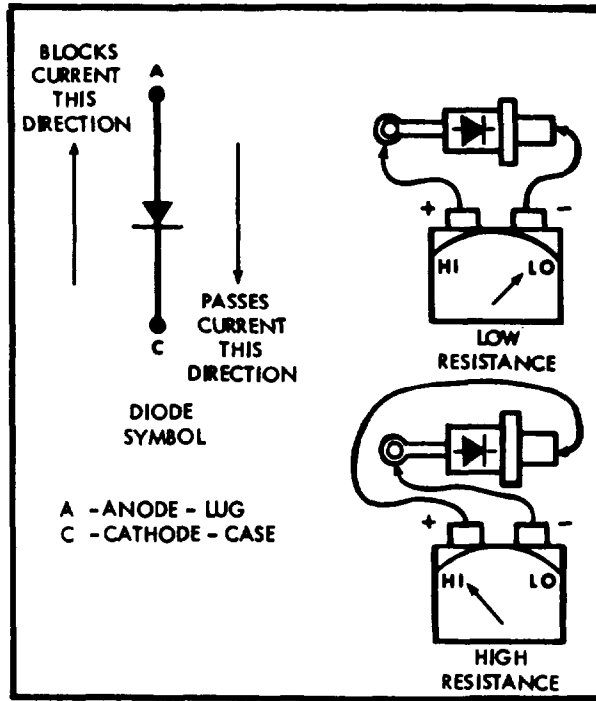 BLOCKS
CURRENT
THIS
DIRECTION
A
PASSES
CURRENT
THIS
DIRECTION
C
DIODE
SYMBOL
A - ANODE - LUG
C - CATHODE - CASE
+ -
HI LO
LOW
RESISTANCE
+ -
HI LO
HIGH
RESISTANCE